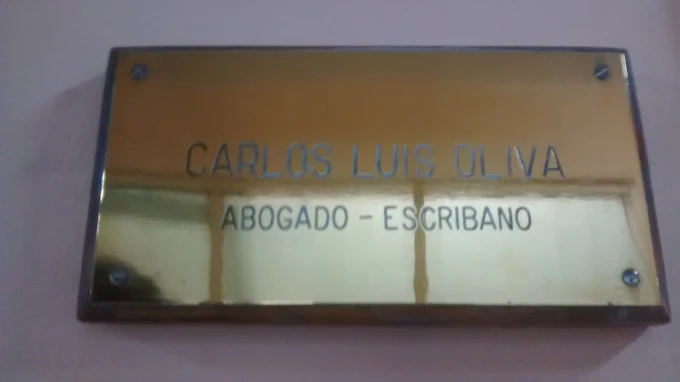 CARLOS LUIS OLIVA
ABOGADO - ESCRIBANO